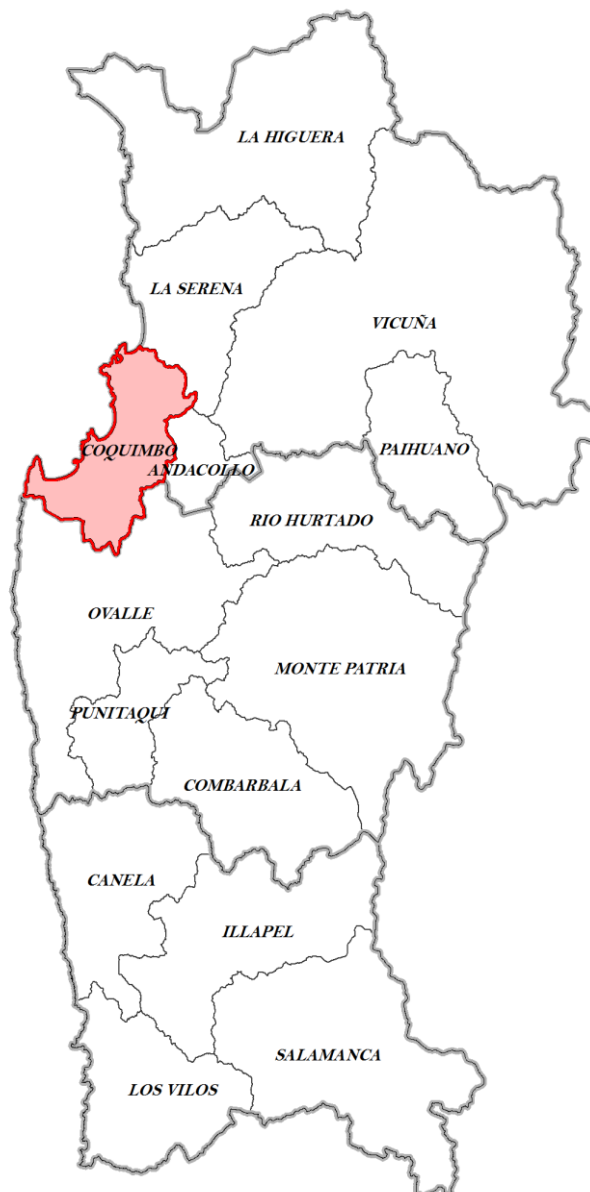 LA HIGUERA
LA SERENA
VICUÑA
COQUIMBO
ANDACOLLO
PAIHUANO
RIO HURTADO
OVALLE
MONTE PATRIA
PUNITAQUI
COMBARBALA
CANELA
ILLAPEL
SALAMANCA
LOS VILOS